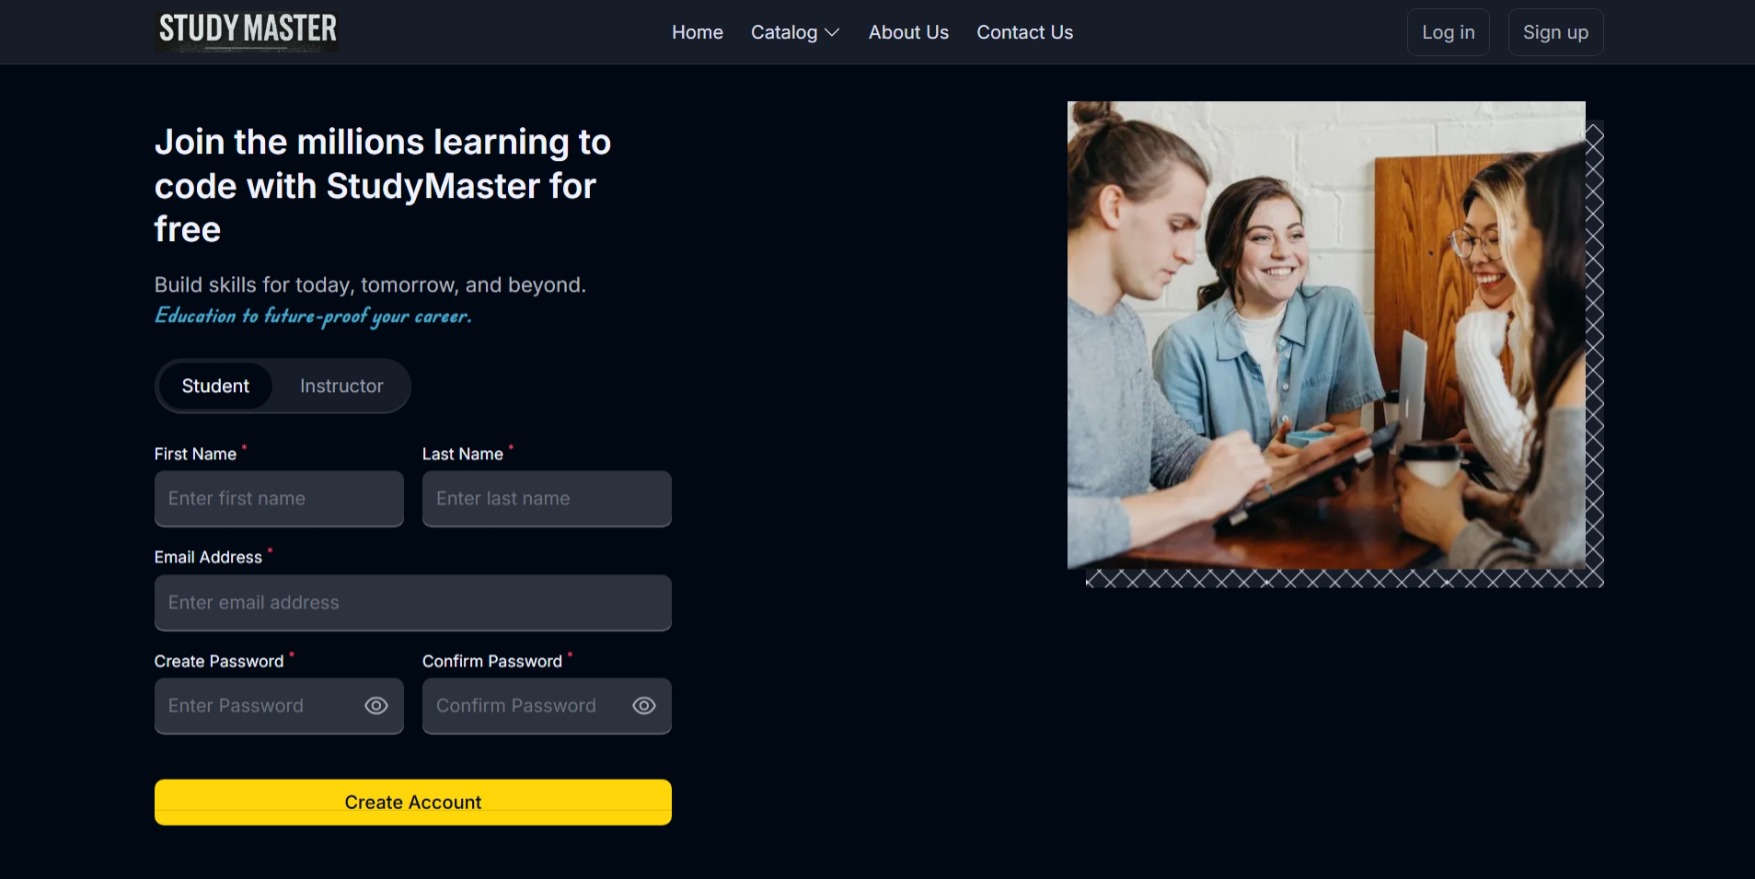 STUDY MASTER
Home Catalog About Us Contact Us
Log in Sign up
Join the millions learning to
code with StudyMaster for
free
Build skills for today, tomorrow, and beyond.
Education to future-proof your career.
Student Instructor
First Name * Last Name *
Enter first name Enter last name
Email Address *
Enter email address
Create Password * Confirm Password *
Enter Password Confirm Password
Create Account